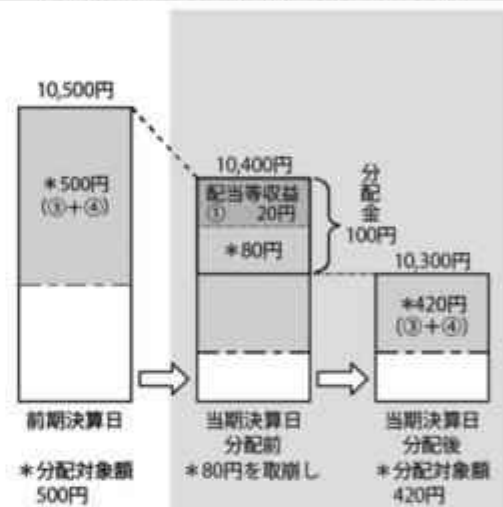 10,500円
＊500円
(③＋④)
前期決算日
＊分配対象額
500円
10,400円
配当等収益
① 20円
＊80円
分配金
100円
当期決算日
分配前
＊80円を取崩し
10,300円
＊420円
(③＋④)
当期決算日
分配後
＊分配対象額
420円